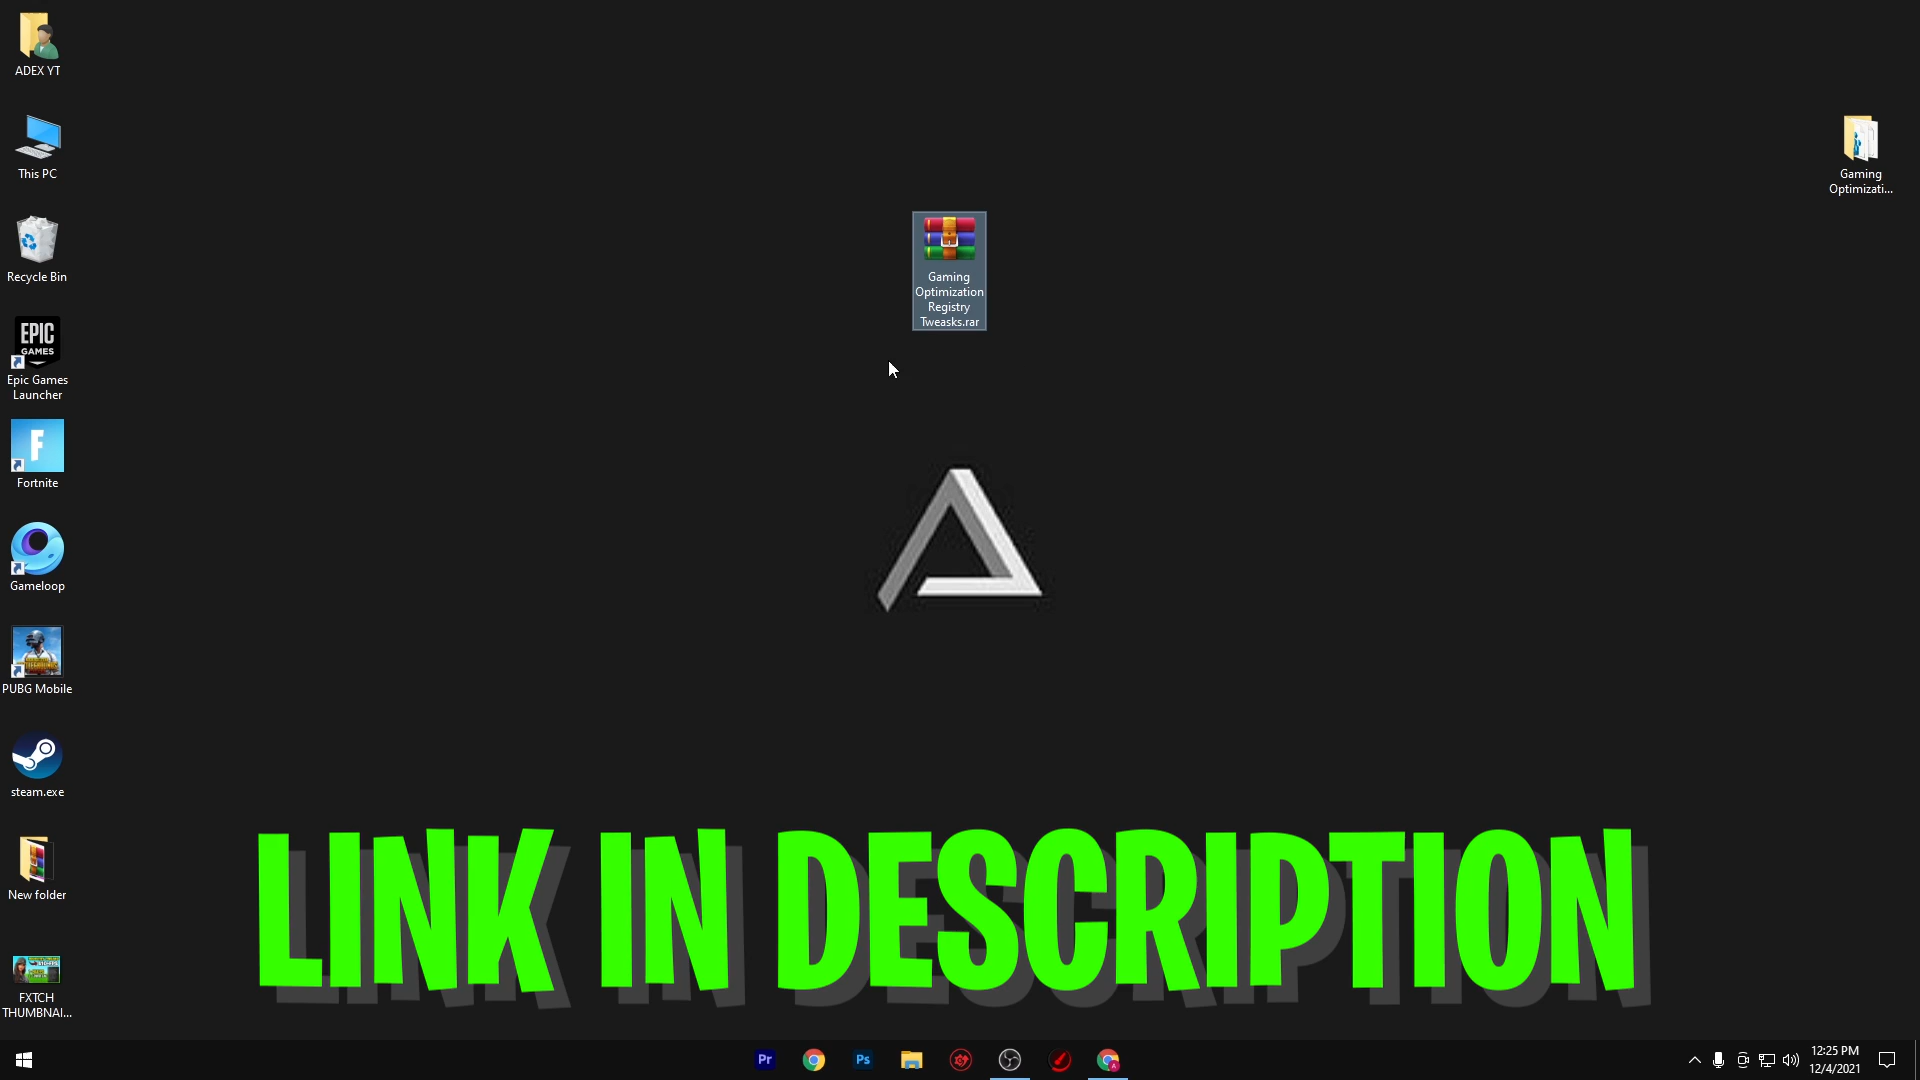 ADEX YT
This PC
Recycle Bin
EPIC
GAMES
Epic Games
Launcher
F
Fortnite
Gameloop
PUBG Mobile
steam.exe
New folder
FXTCH
THUMBNAI...
Gaming
Optimization
Registry
Tweasks.rar
Gaming
Optimizati...
LINK IN DESCRIPTION
Pr
Ps
12:25 PM
12/4/2021